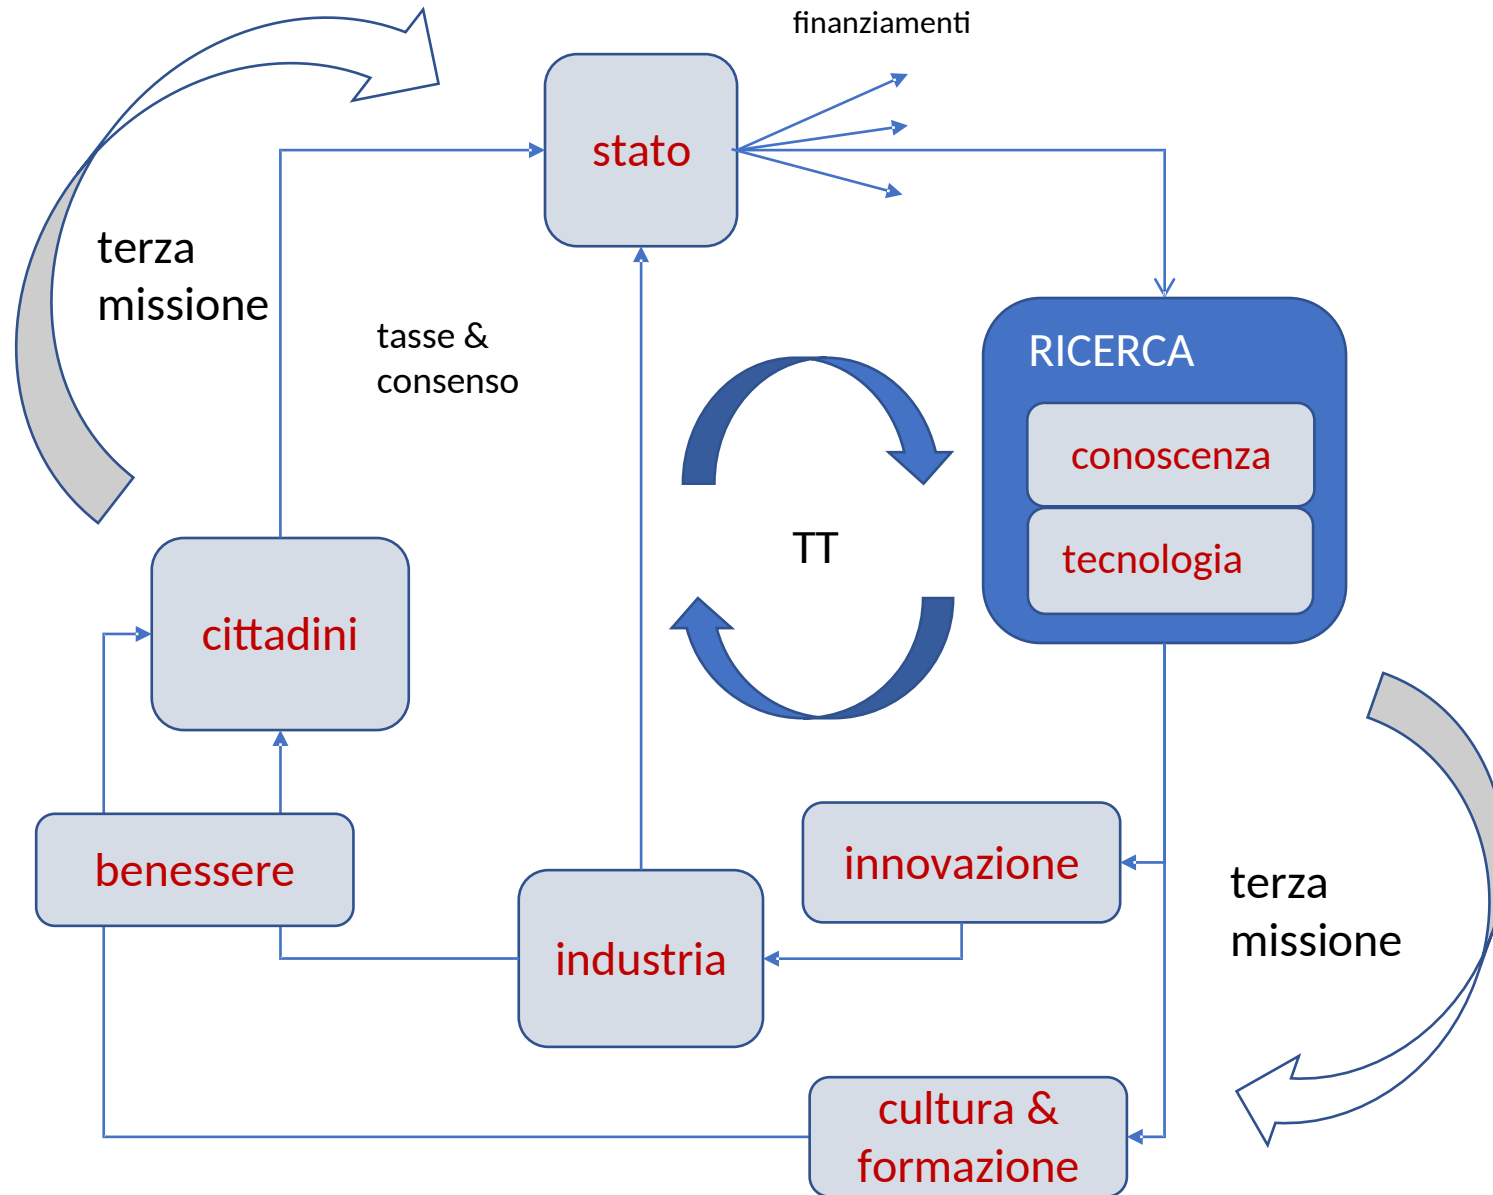 finanziamenti
stato
terza
missione
tasse &
consenso
RICERCA
conoscenza
tecnologia
TT
cittadini
benessere
innovazione
industria
terza
missione
cultura &
formazione